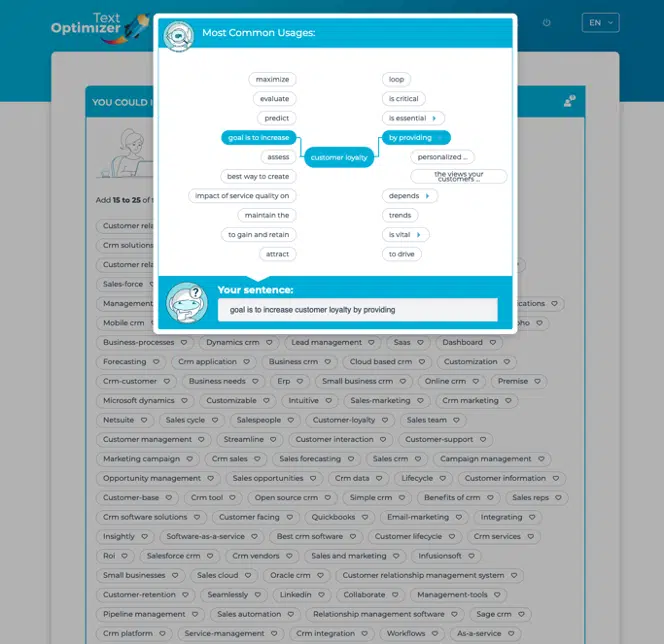 Text
Optimizer
Most Common Usages:
EN
YOU COULD I
maximize
loop
evaluate
is critical
predict
is essential
goal is to increase
by providing
customer loyalty
assess
personalized ...
best way to create
the views your
customers ...
impact of service quality on
depends
maintain the
trends
to gain and retain
is vital
attract
to drive
Your sentence:
goal is to increase customer loyalty by providing
Add 15 to 25 of t
Customer rela
Crm solutions
Customer rela
Sales-force
Management
cations
Mobile crm
oho
Business-processes Dynamics crm Lead management Saas Dashboard
Forecasting Crm application Business crm Cloud based crm Customization
Crm-customer Business needs Erp Small business crm Online crm Premise
Microsoft dynamics Customizable Intuitive Sales-marketing Crm marketing
Netsuite Sales cycle Salespeople Customer-loyalty Sales team
Customer management Streamline Customer interaction Customer-support
Marketing campaign Crm sales Sales forecasting Sales crm Campaign management
Opportunity management Sales opportunities Crm data Lifecycle Customer information
Customer-base Crm tool Open source crm Simple crm Benefits of crm Sales reps
Crm software solutions Customer facing Quickbooks Email-marketing Integrating
Insightly Software-as-a-service Best crm software Customer lifecycle Crm services
Roi Salesforce crm Crm vendors Sales and marketing Infusionsoft
Small businesses Sales cloud Oracle crm Customer relationship management system
Customer-retention Seamlessly Linkedin Collaborate Management-tools
Pipeline management Sales automation Relationship management software Sage crm
Crm platform Service-management Crm integration Workflows As-a-service